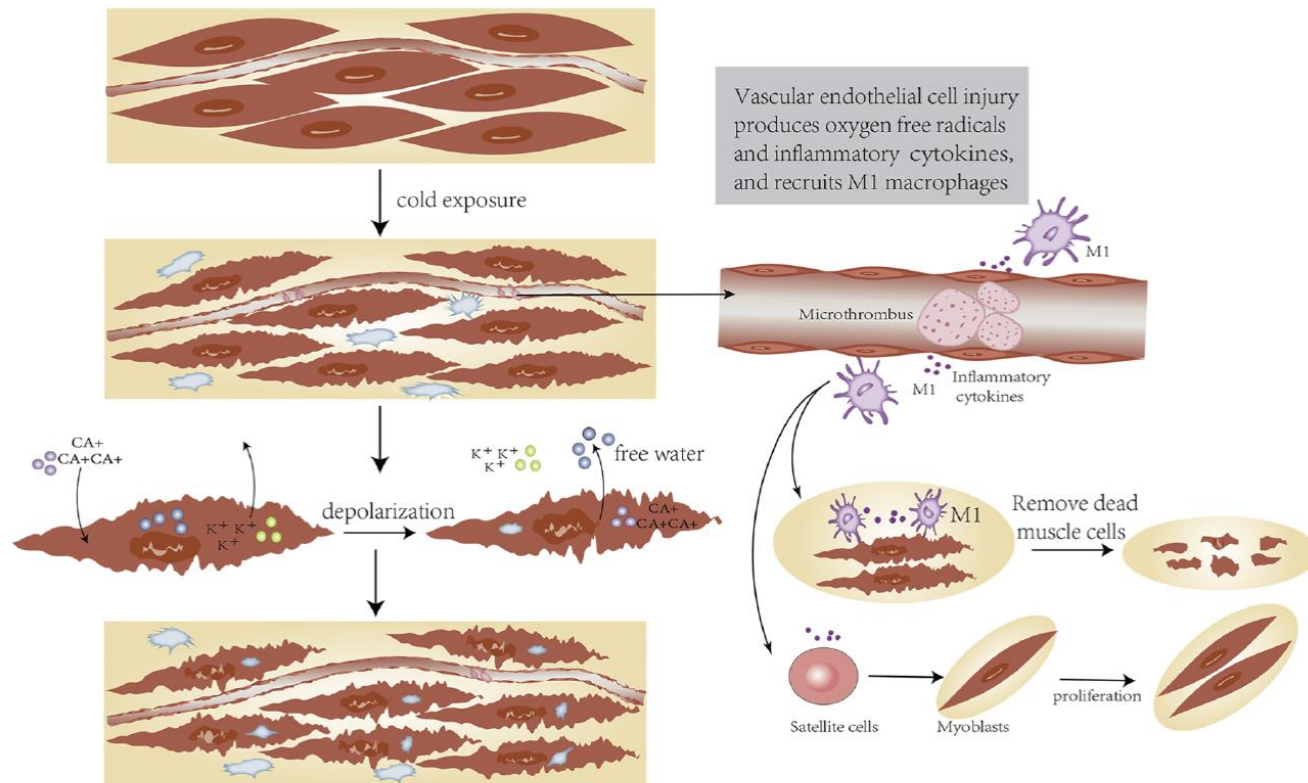 Vascular endothelial cell injury
produces oxygen free radicals
and inflammatory cytokines,
and recruits M1 macrophages
cold exposure
M1
Microthrombus
M1
Inflammatory
cytokines
CA+
CA+CA+
K+ K+
K+
depolarization
K+ K+
K+
free water
CA+
CA+CA+
M1
Remove dead
muscle cells
Satellite cells
Myoblasts
proliferation